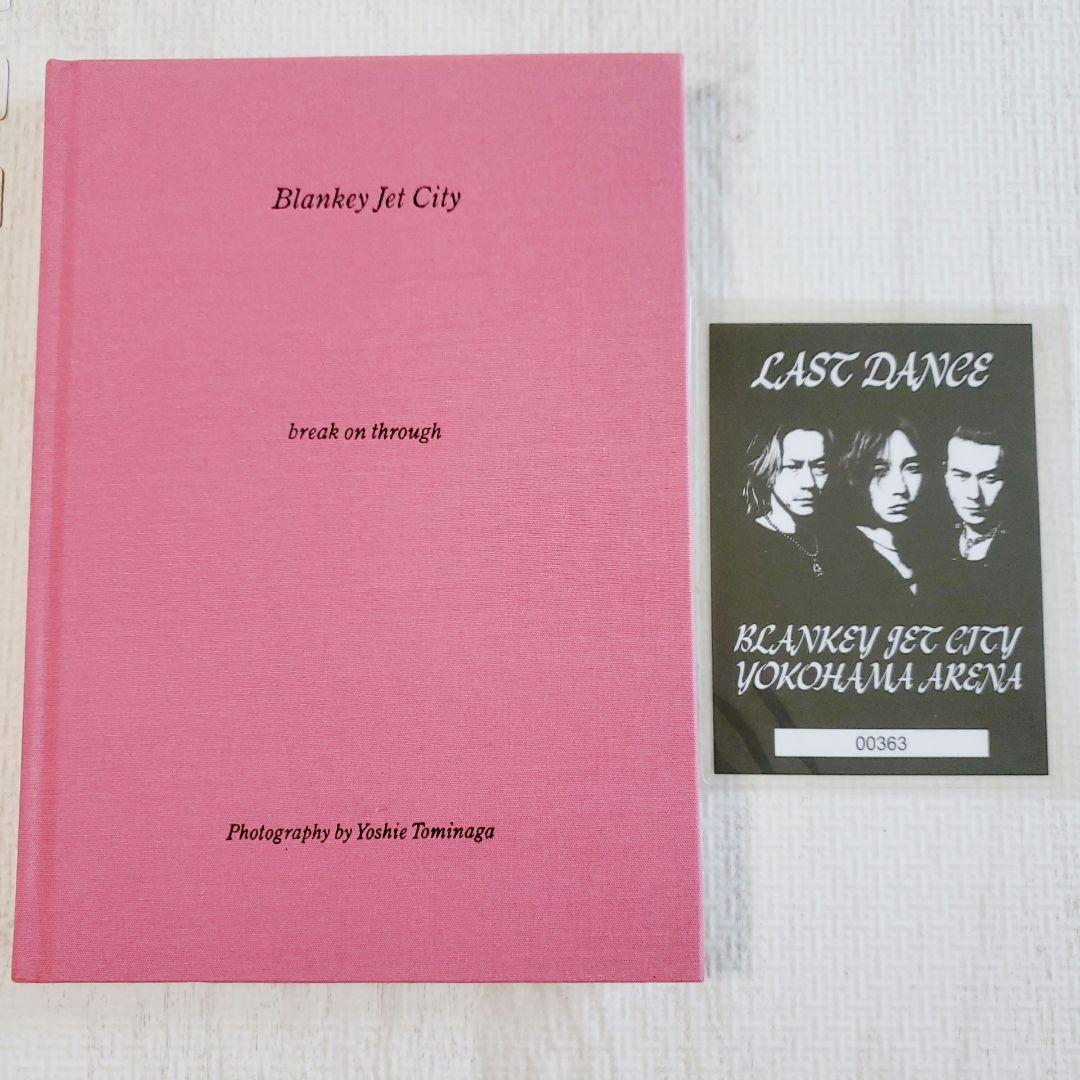 Blankey Jet City
break on through
Photography by Yoshie Tominaga
LAST DANCE
BLANKEY JET CITY
YOKOHAMA ARENA
00363